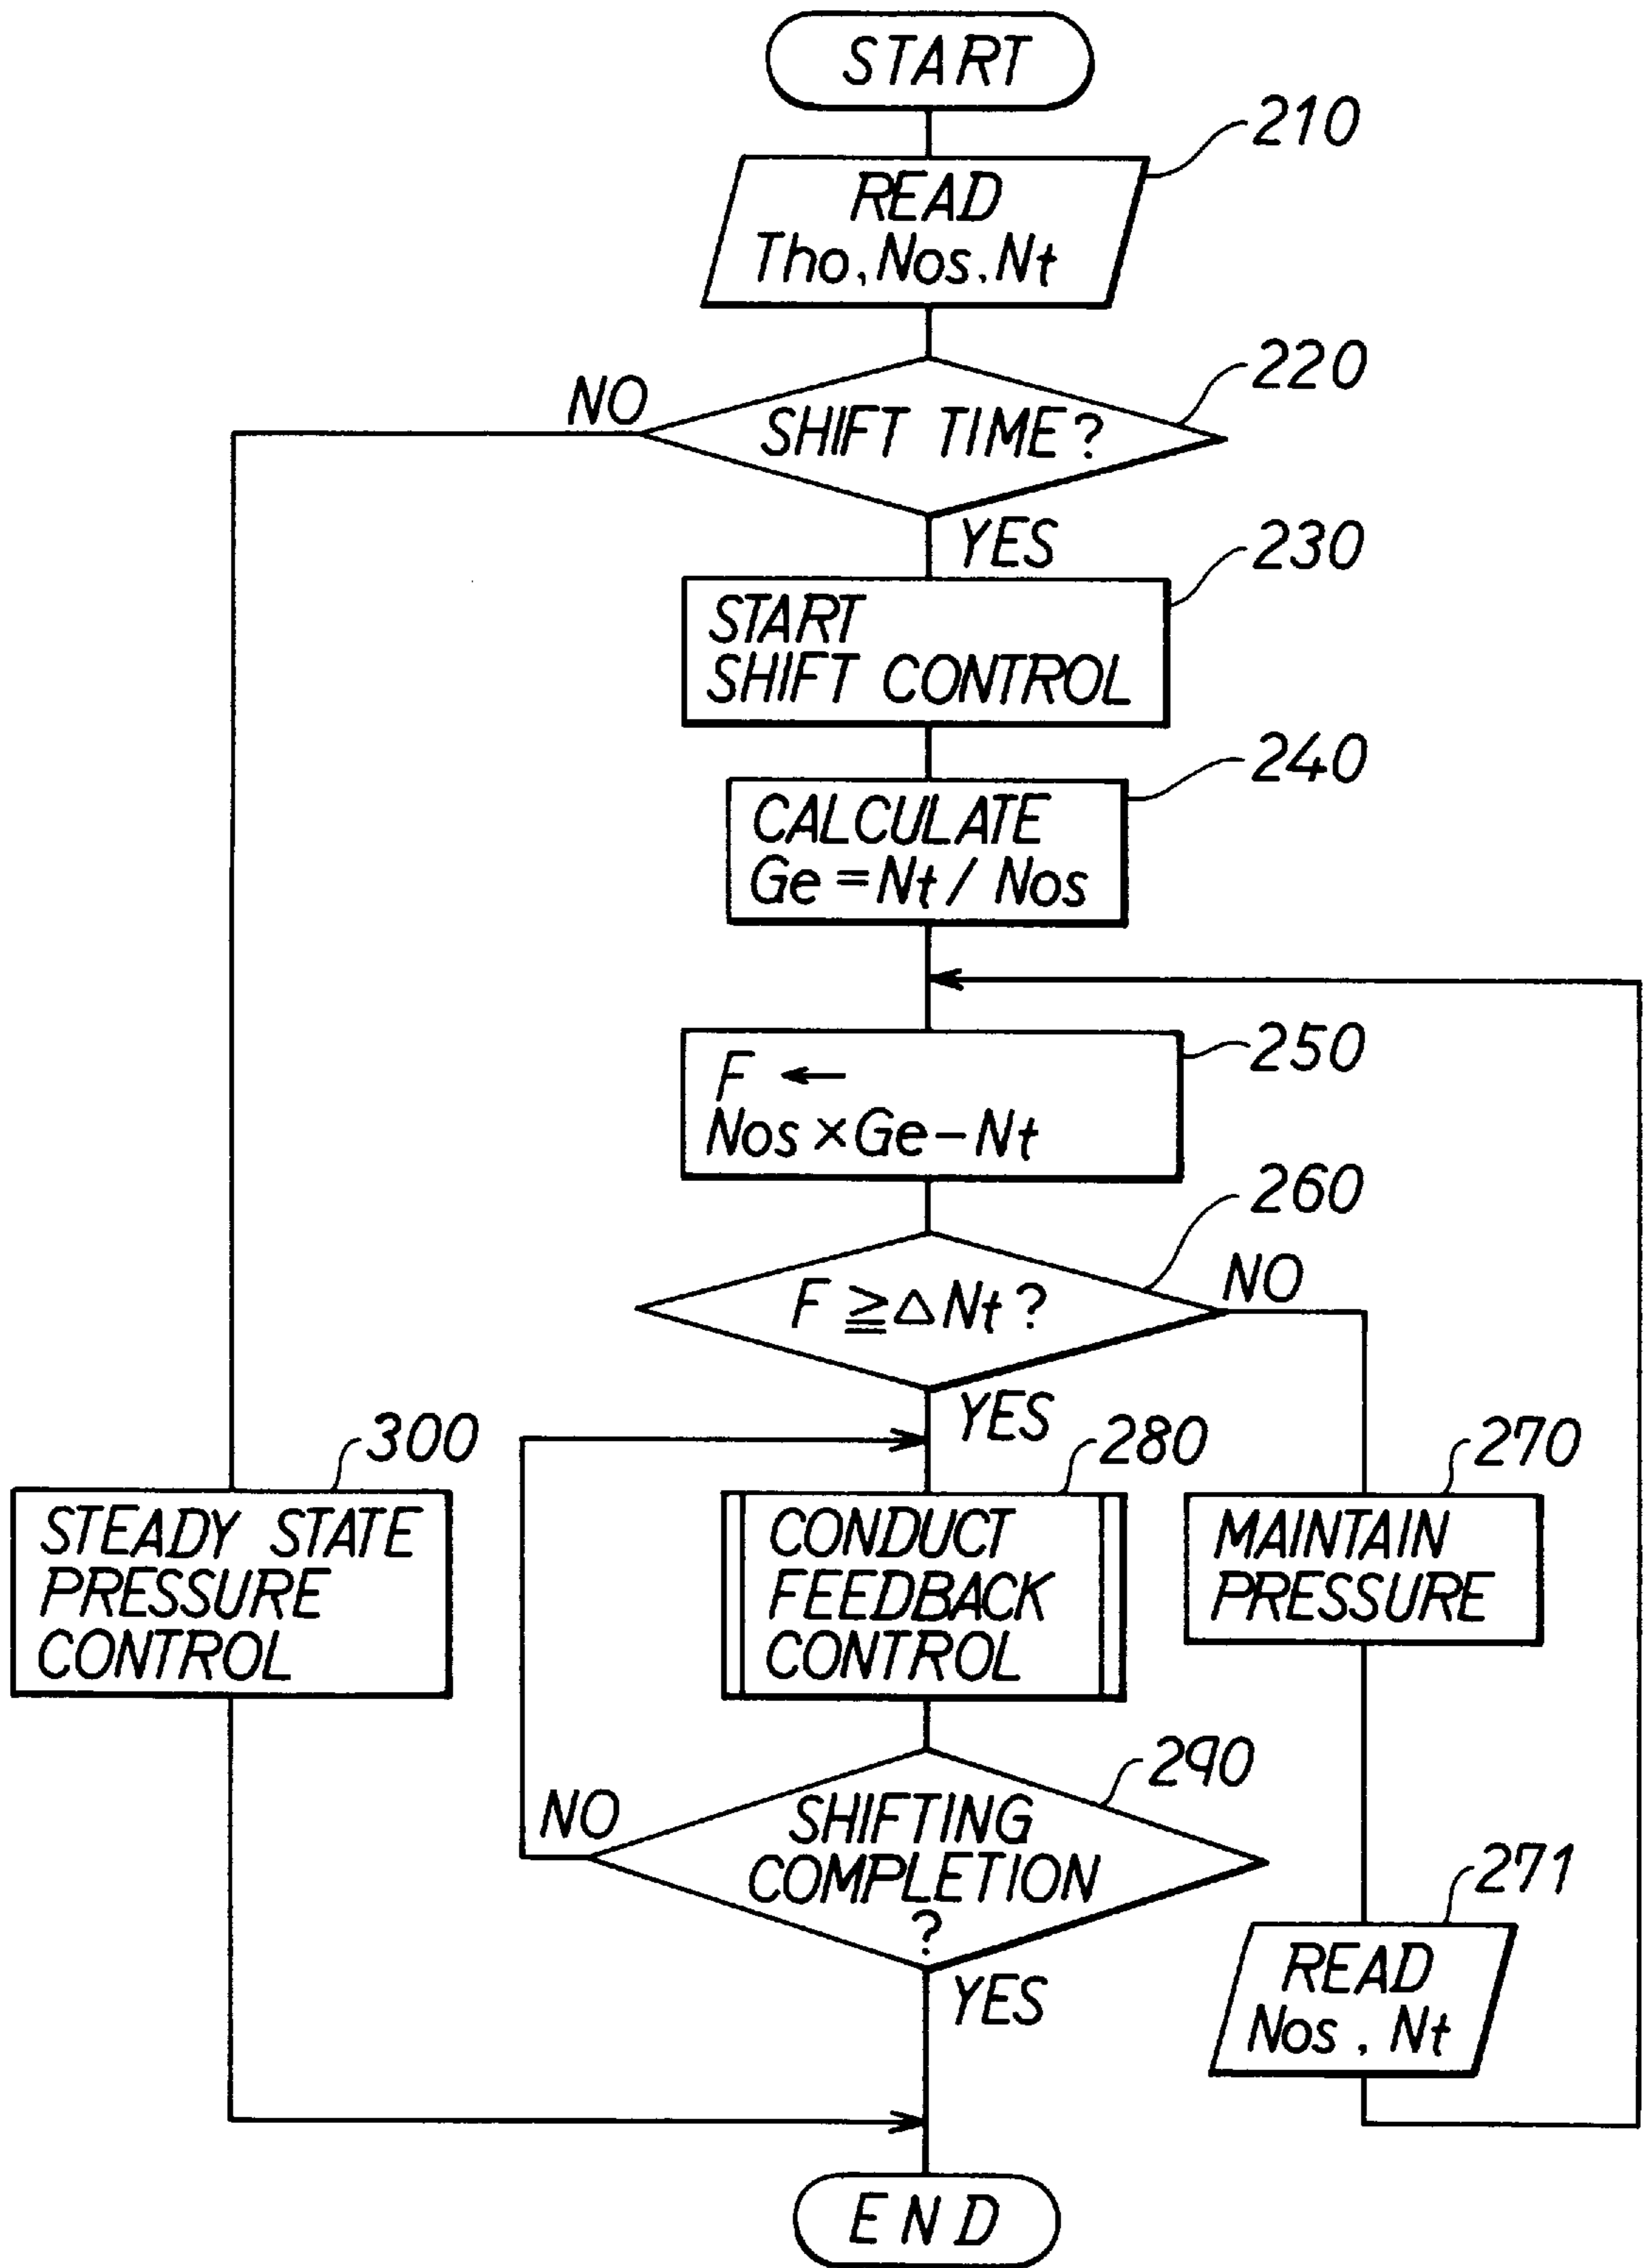 START
210
READ
Tho, Nos, Nt
220
NO
SHIFT TIME?
YES
230
START
SHIFT CONTROL
240
CALCULATE
Ge = Nt / Nos
250
F ←
Nos × Ge − Nt
260
F ≧ △ Nt ?
NO
YES
300
STEADY STATE
PRESSURE
CONTROL
280
CONDUCT
FEEDBACK
CONTROL
270
MAINTAIN
PRESSURE
290
NO
SHIFTING
COMPLETION
?
YES
271
READ
Nos, Nt
END